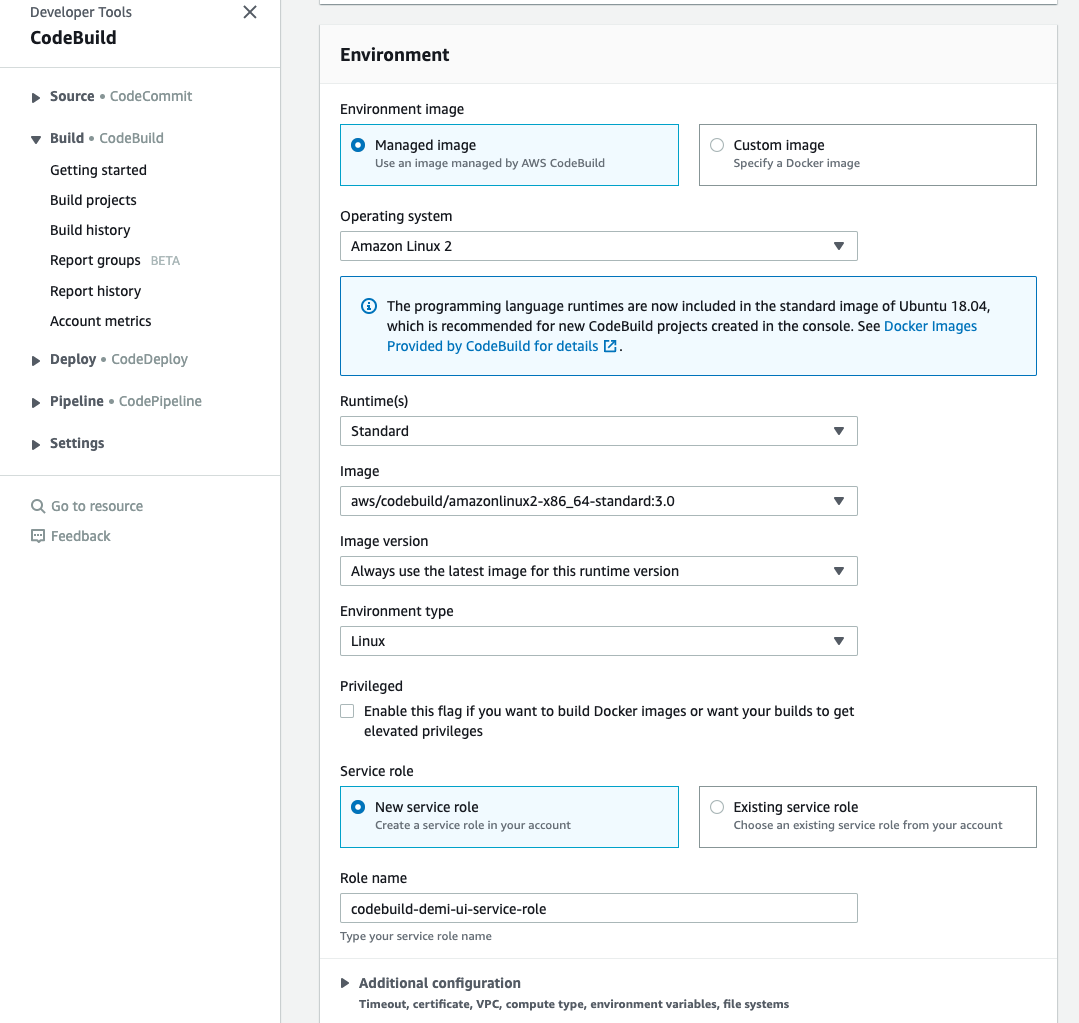 Developer Tools
CodeBuild
Source • CodeCommit
Build • CodeBuild
Getting started
Build projects
Build history
Report groups BETA
Report history
Account metrics
Deploy • CodeDeploy
Pipeline • CodePipeline
Settings
Go to resource
Feedback
Environment
Environment image
Managed image
Use an image managed by AWS CodeBuild
Custom image
Specify a Docker image
Operating system
Amazon Linux 2
The programming language runtimes are now included in the standard image of Ubuntu 18.04,
which is recommended for new CodeBuild projects created in the console. See Docker Images
Provided by CodeBuild for details.
Runtime(s)
Standard
Image
aws/codebuild/amazonlinux2-x86_64-standard:3.0
Image version
Always use the latest image for this runtime version
Environment type
Linux
Privileged
Enable this flag if you want to build Docker images or want your builds to get
elevated privileges
Service role
New service role
Create a service role in your account
Existing service role
Choose an existing service role from your account
Role name
codebuild-demi-ui-service-role
Type your service role name
Additional configuration
Timeout, certificate, VPC, compute type, environment variables, file systems